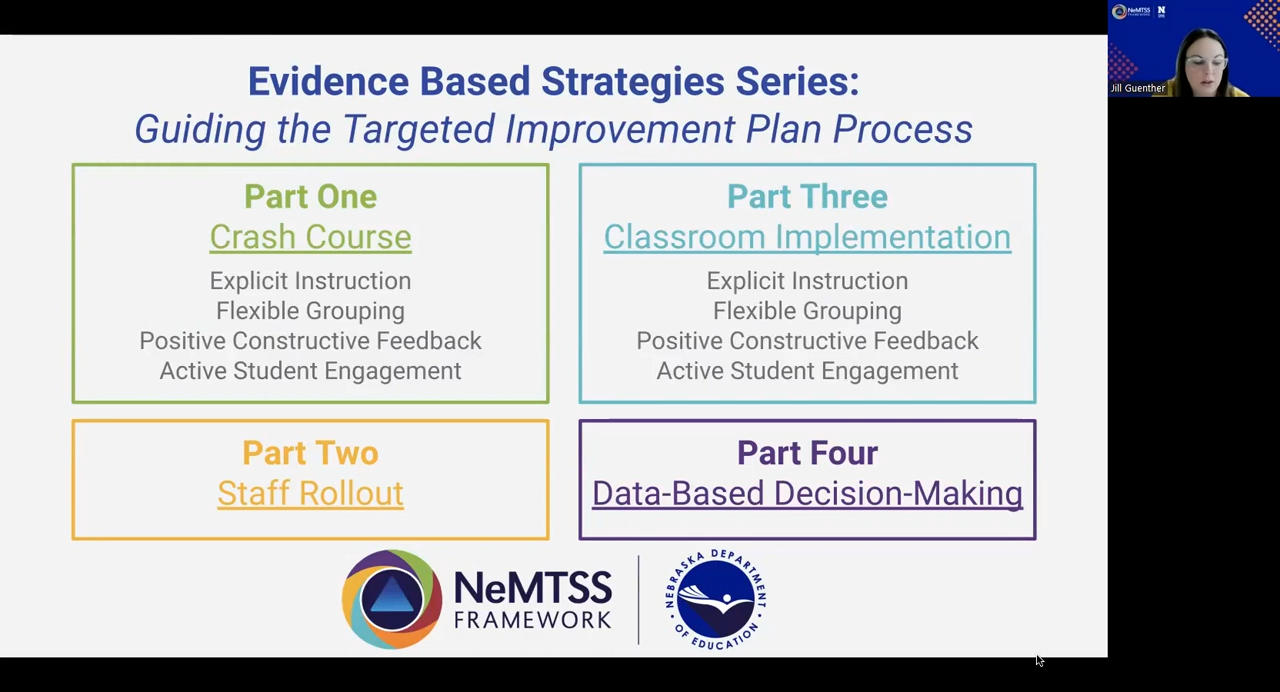 Evidence Based Strategies Series:
Guiding the Targeted Improvement Plan Process
Part One
Crash Course
Explicit Instruction
Flexible Grouping
Positive Constructive Feedback
Active Student Engagement
Part Two
Staff Rollout
Part Three
Classroom Implementation
Explicit Instruction
Flexible Grouping
Positive Constructive Feedback
Active Student Engagement
Part Four
Data-Based Decision-Making
NeMTSS
FRAMEWORK
NEBRASKA DEPARTMENT
OF EDUCATION
NeMTSS
FRAMEWORK
N
Jill Guenther